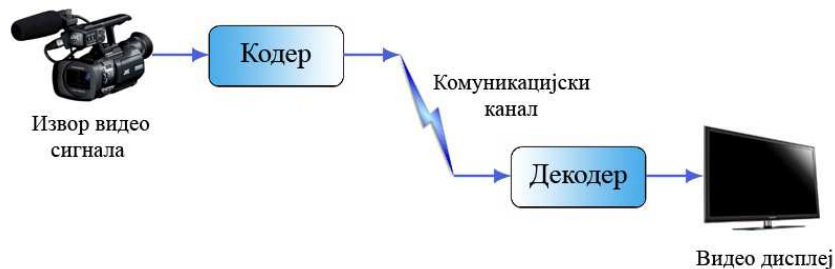 Кодер
Извор видео
сигнала
Комуникацијски
канал
Декодер
Видео дисплеј